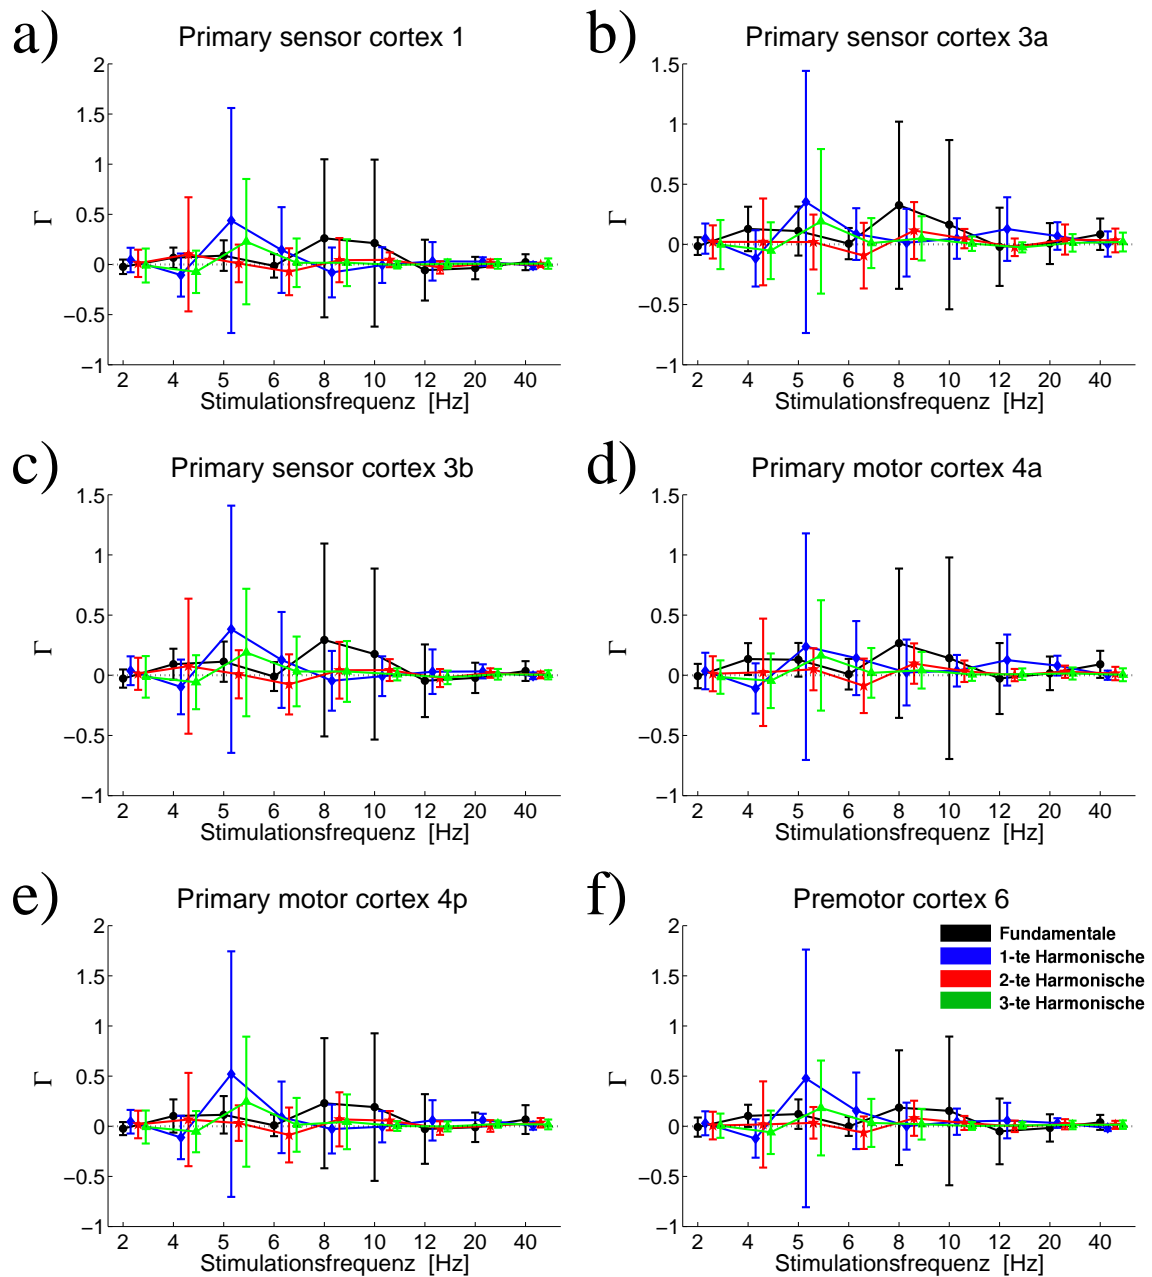 a)
Primary sensor cortex 1
2
1.5
1
0.5
0
−0.5
−1
Γ
2 4 5 6 8 10 12 20 40
Stimulationsfrequenz [Hz]
b)
Primary sensor cortex 3a
1.5
1
0.5
0
−0.5
−1
Γ
2 4 5 6 8 10 12 20 40
Stimulationsfrequenz [Hz]
c)
Primary sensor cortex 3b
1.5
1
0.5
0
−0.5
−1
Γ
2 4 5 6 8 10 12 20 40
Stimulationsfrequenz [Hz]
d)
Primary motor cortex 4a
1.5
1
0.5
0
−0.5
−1
Γ
2 4 5 6 8 10 12 20 40
Stimulationsfrequenz [Hz]
e)
Primary motor cortex 4p
2
1.5
1
0.5
0
−0.5
−1
Γ
2 4 5 6 8 10 12 20 40
Stimulationsfrequenz [Hz]
f)
Premotor cortex 6
Fundamentale
1-te Harmonische
2-te Harmonische
3-te Harmonische
2
1.5
1
0.5
0
−0.5
−1
Γ
2 4 5 6 8 10 12 20 40
Stimulationsfrequenz [Hz]